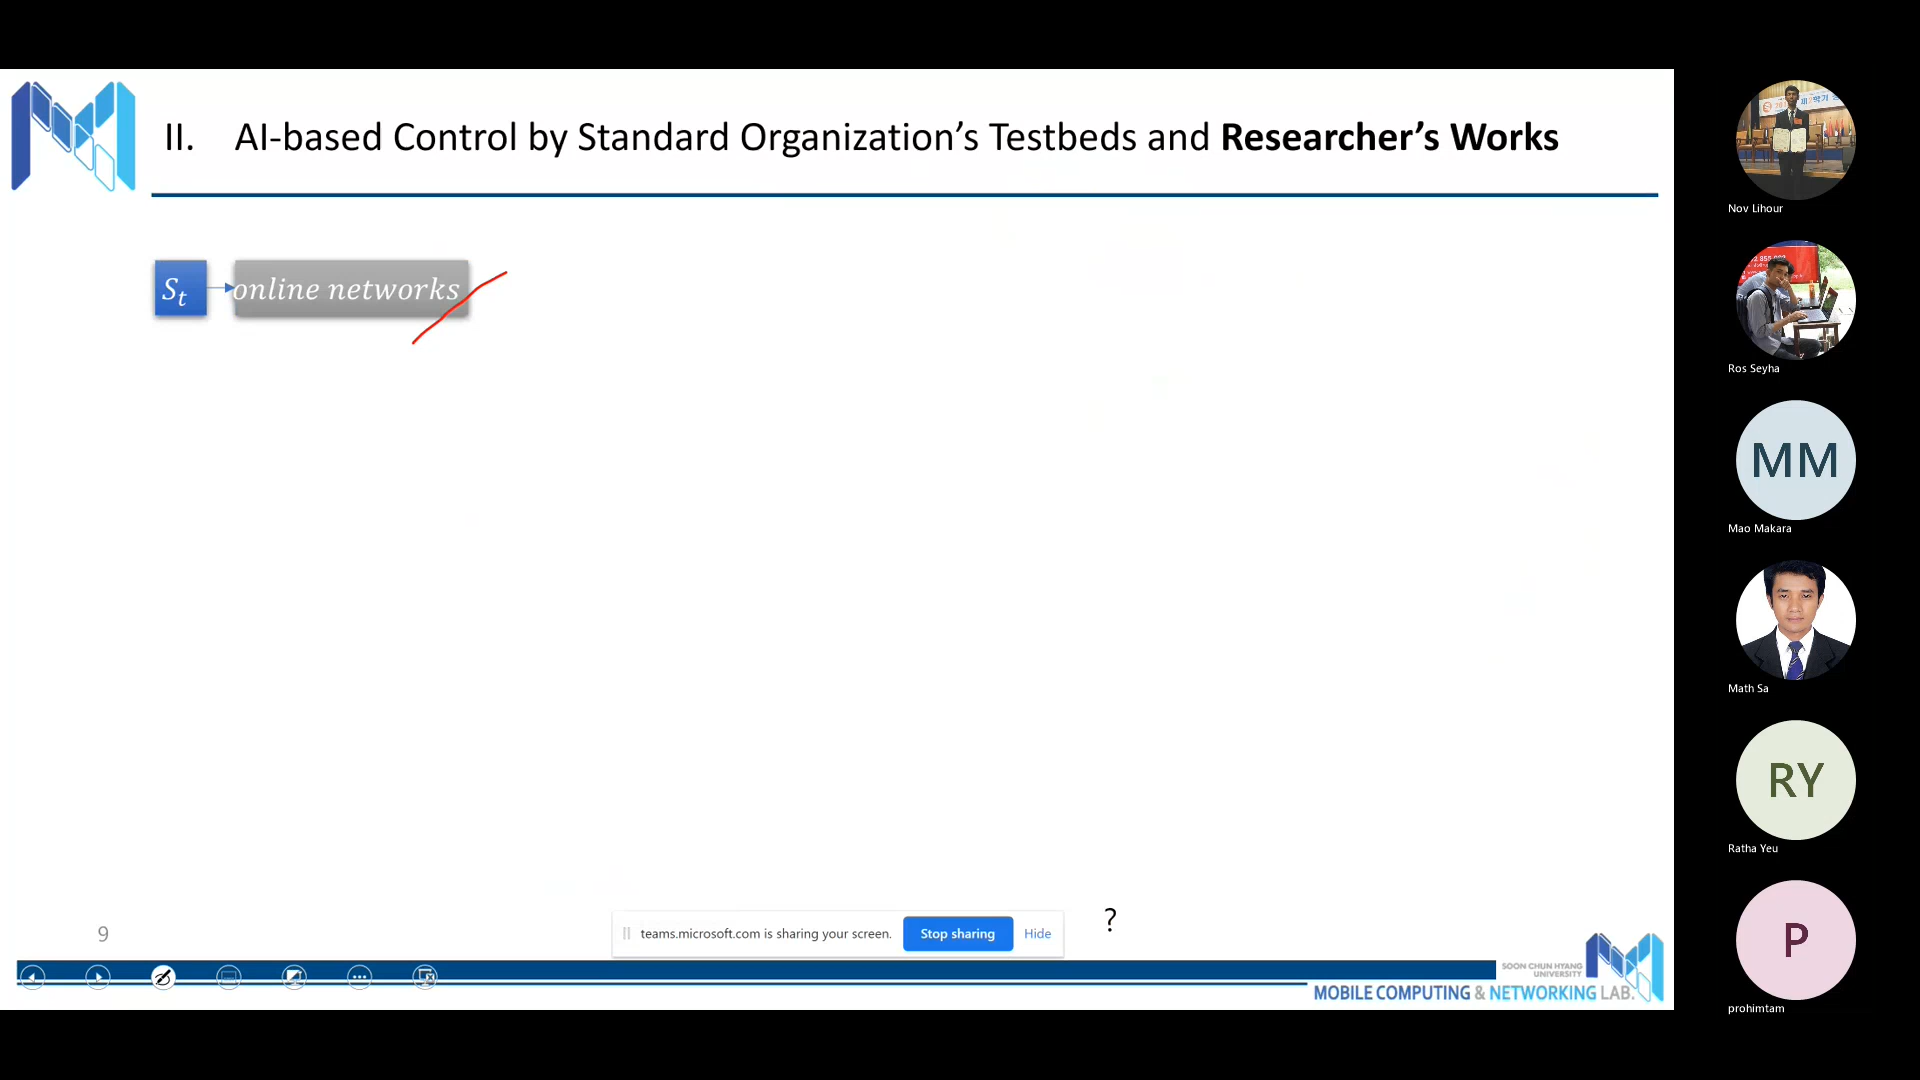 II. AI-based Control by Standard Organization's Testbeds and Researcher's Works
Sₜ
online networks
?
9
teams.microsoft.com is sharing your screen.
Stop sharing
Hide
SOON CHUN HYANG
UNIVERSITY
MOBILE COMPUTING & NETWORKING LAB.
Nov Lihour
Ros Seyha
MM
Mao Makara
Math Sa
RY
Ratha Yeu
P
prohimtam